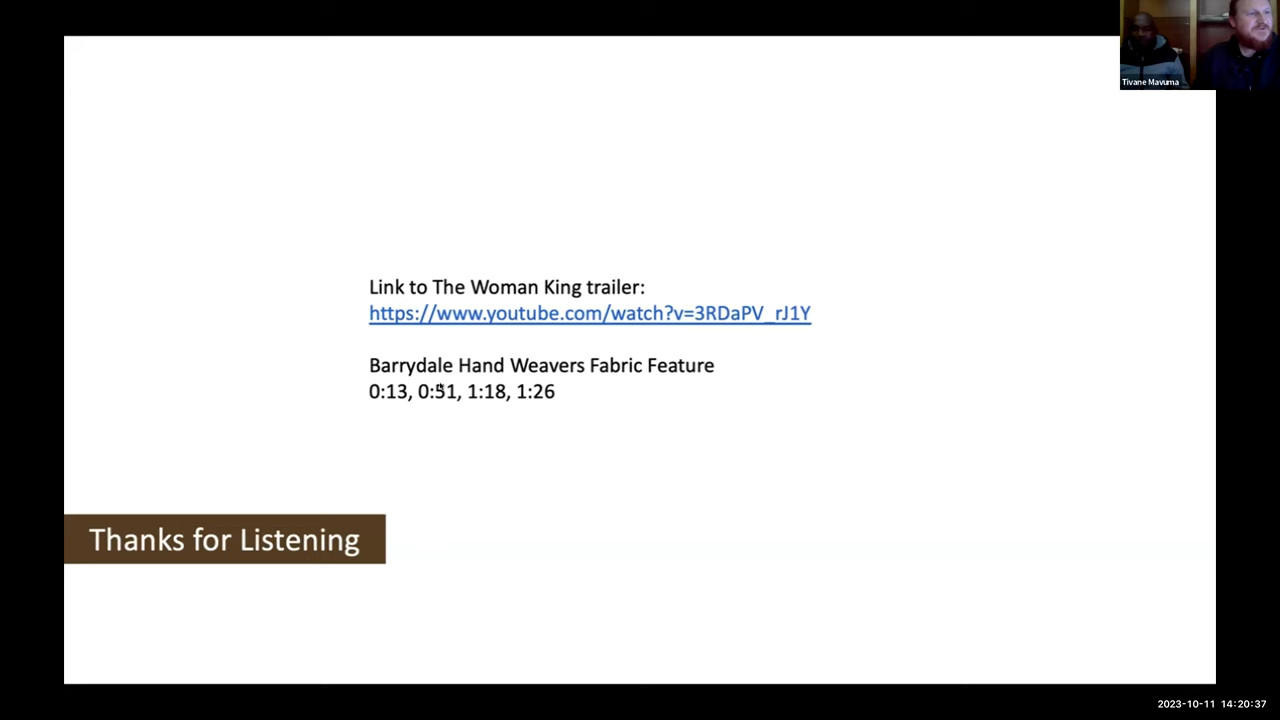 Tivane Mavuma
Link to The Woman King trailer:
https://www.youtube.com/watch?v=3RDaPV_rJ1Y
Barrydale Hand Weavers Fabric Feature
0:13, 0:51, 1:18, 1:26
Thanks for Listening
2023-10-11 14:20:37